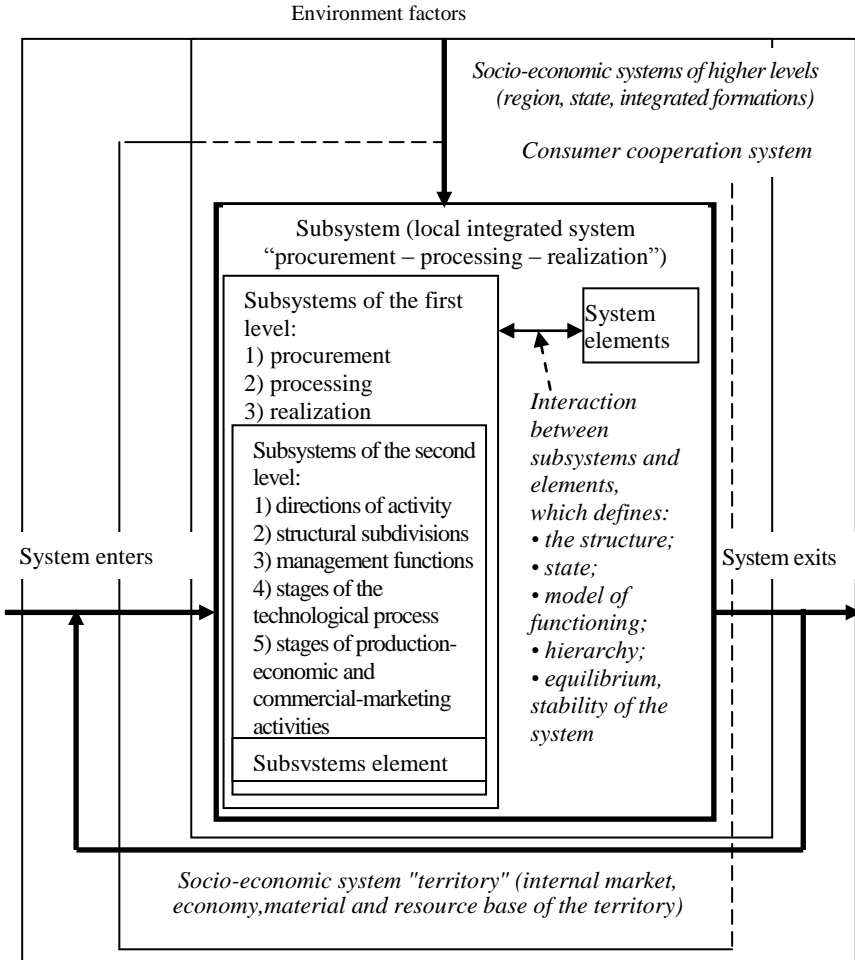 Environment factors
Socio-economic systems of higher levels
(region, state, integrated formations)
Consumer cooperation system
Subsystem (local integrated system
“procurement – processing – realization”)
Subsystems of the first
level:
1) procurement
2) processing
3) realization
System
elements
Subsystems of the second
level:
1) directions of activity
2) structural subdivisions
3) management functions
4) stages of the
technological process
5) stages of production-
economic and
commercial-marketing
activities
Subsystems element
Interaction
between
subsystems and
elements,
which defines:
• the structure;
• state;
• model of
functioning;
• hierarchy;
• equilibrium,
stability of the
system
System enters
System exits
Socio-economic system "territory" (internal market,
economy,material and resource base of the territory)